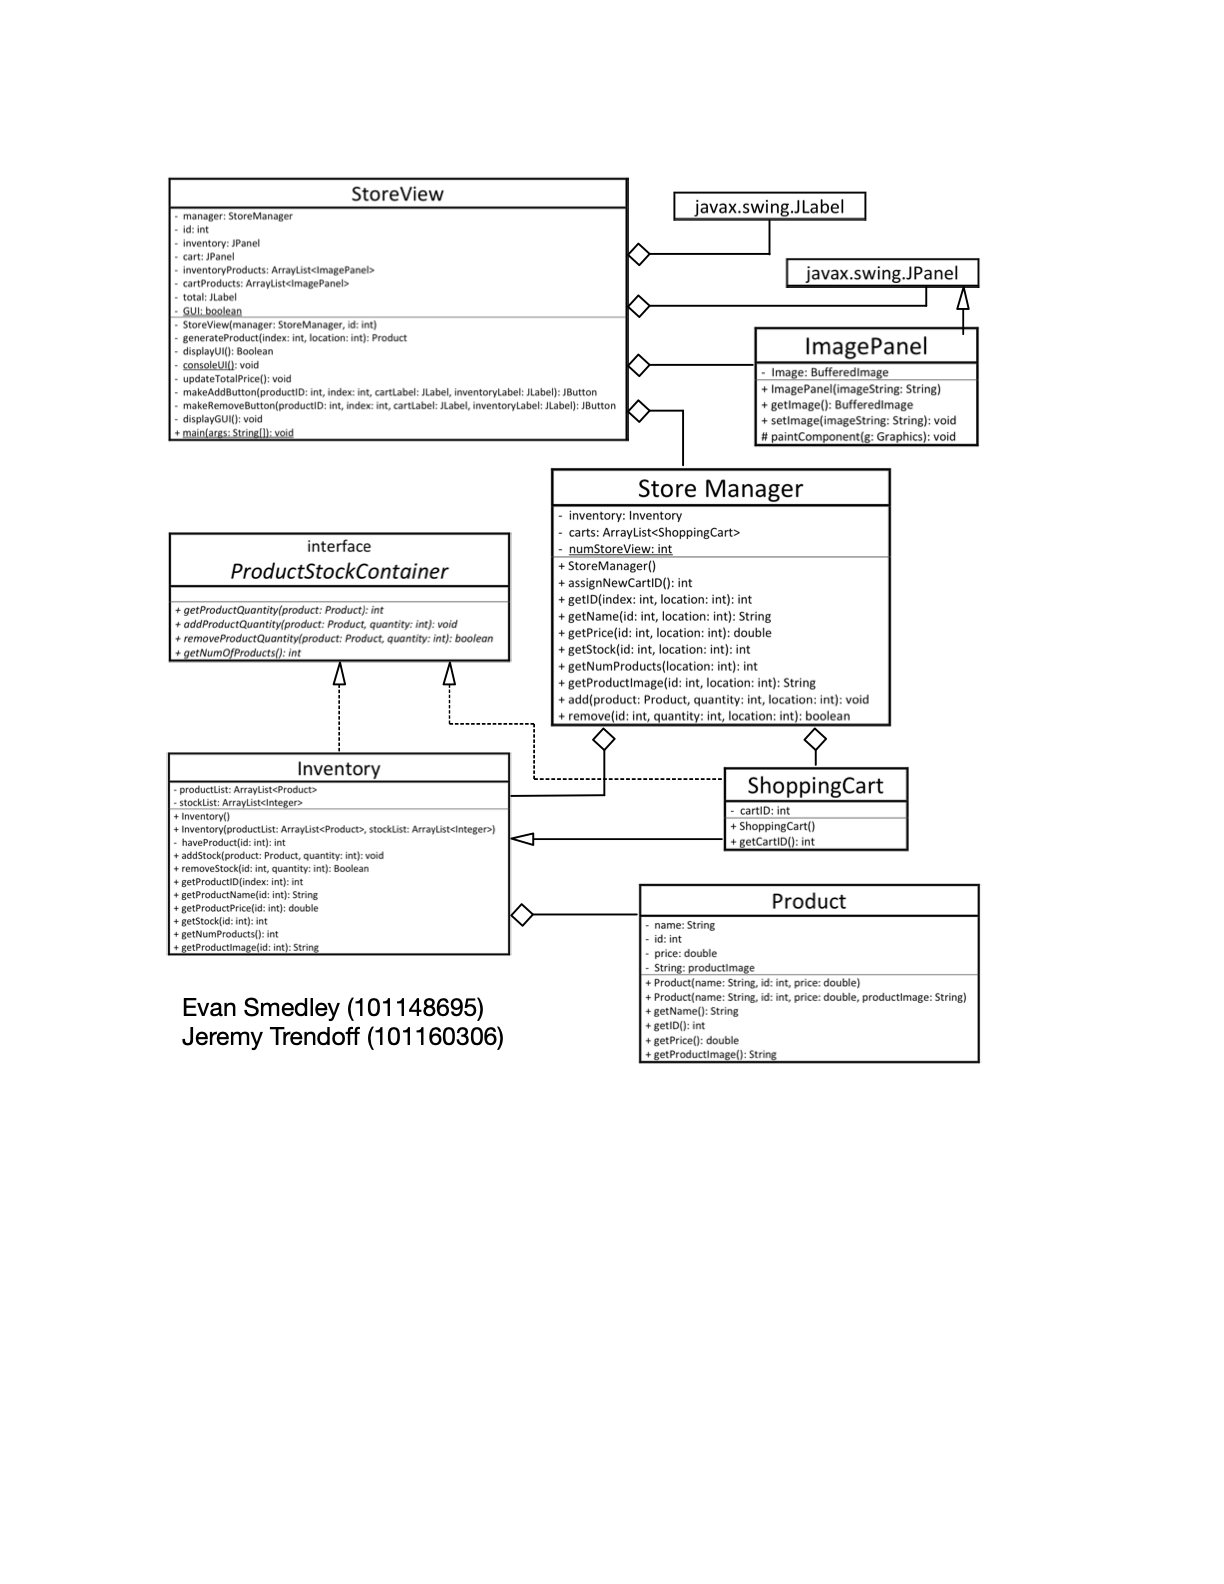 StoreView
- manager: StoreManager
- id: int
- inventory: JPanel
- cart: JPanel
- inventoryProducts: ArrayList<ImagePanel>
- cartProducts: ArrayList<ImagePanel>
- total: JLabel
- GUI: boolean
- StoreView(manager: StoreManager, id: int)
- generateProduct(index: int, location: int): Product
- displayUI(): Boolean
- consoleUI(): void
- updateTotalPrice(): void
- makeAddButton(productID: int, index: int, cartLabel: JLabel, inventoryLabel: JLabel): JButton
- makeRemoveButton(productID: int, index: int, cartLabel: JLabel, inventoryLabel: JLabel): JButton
- displayGUI(): void
+ main(args: String[]): void
javax.swing.JLabel
javax.swing.JPanel
ImagePanel
- Image: BufferedImage
+ ImagePanel(imageString: String)
+ getImage(): BufferedImage
+ setImage(imageString: String): void
# paintComponent(g: Graphics): void
Store Manager
- inventory: Inventory
- carts: ArrayList<ShoppingCart>
- numStoreView: int
+ StoreManager()
+ assignNewCartID(): int
+ getID(index: int, location: int): int
+ getName(id: int, location: int): String
+ getPrice(id: int, location: int): double
+ getStock(id: int, location: int): int
+ getNumProducts(location: int): int
+ getProductImage(id: int, location: int): String
+ add(product: Product, quantity: int, location: int): void
+ remove(id: int, quantity: int, location: int): boolean
interface
ProductStockContainer
+ getProductQuantity(product: Product): int
+ addProductQuantity(product: Product, quantity: int): void
+ removeProductQuantity(product: Product, quantity: int): boolean
+ getNumOfProducts(): int
Inventory
- productList: ArrayList<Product>
- stockList: ArrayList<Integer>
+ Inventory()
+ Inventory(productList: ArrayList<Product>, stockList: ArrayList<Integer>)
- haveProduct(id: int): int
+ addStock(product: Product, quantity: int): void
+ removeStock(id: int, quantity: int): Boolean
+ getProductID(index: int): int
+ getProductName(id: int): String
+ getProductPrice(id: int): double
+ getStock(id: int): int
+ getNumProducts(): int
+ getProductImage(id: int): String
ShoppingCart
- cartID: int
+ ShoppingCart()
+ getCartID(): int
Product
- name: String
- id: int
- price: double
- String: productImage
+ Product(name: String, id: int, price: double)
+ Product(name: String, id: int, price: double, productImage: String)
+ getName(): String
+ getID(): int
+ getPrice(): double
+ getProductImage(): String
Evan Smedley (101148695)
Jeremy Trendoff (101160306)